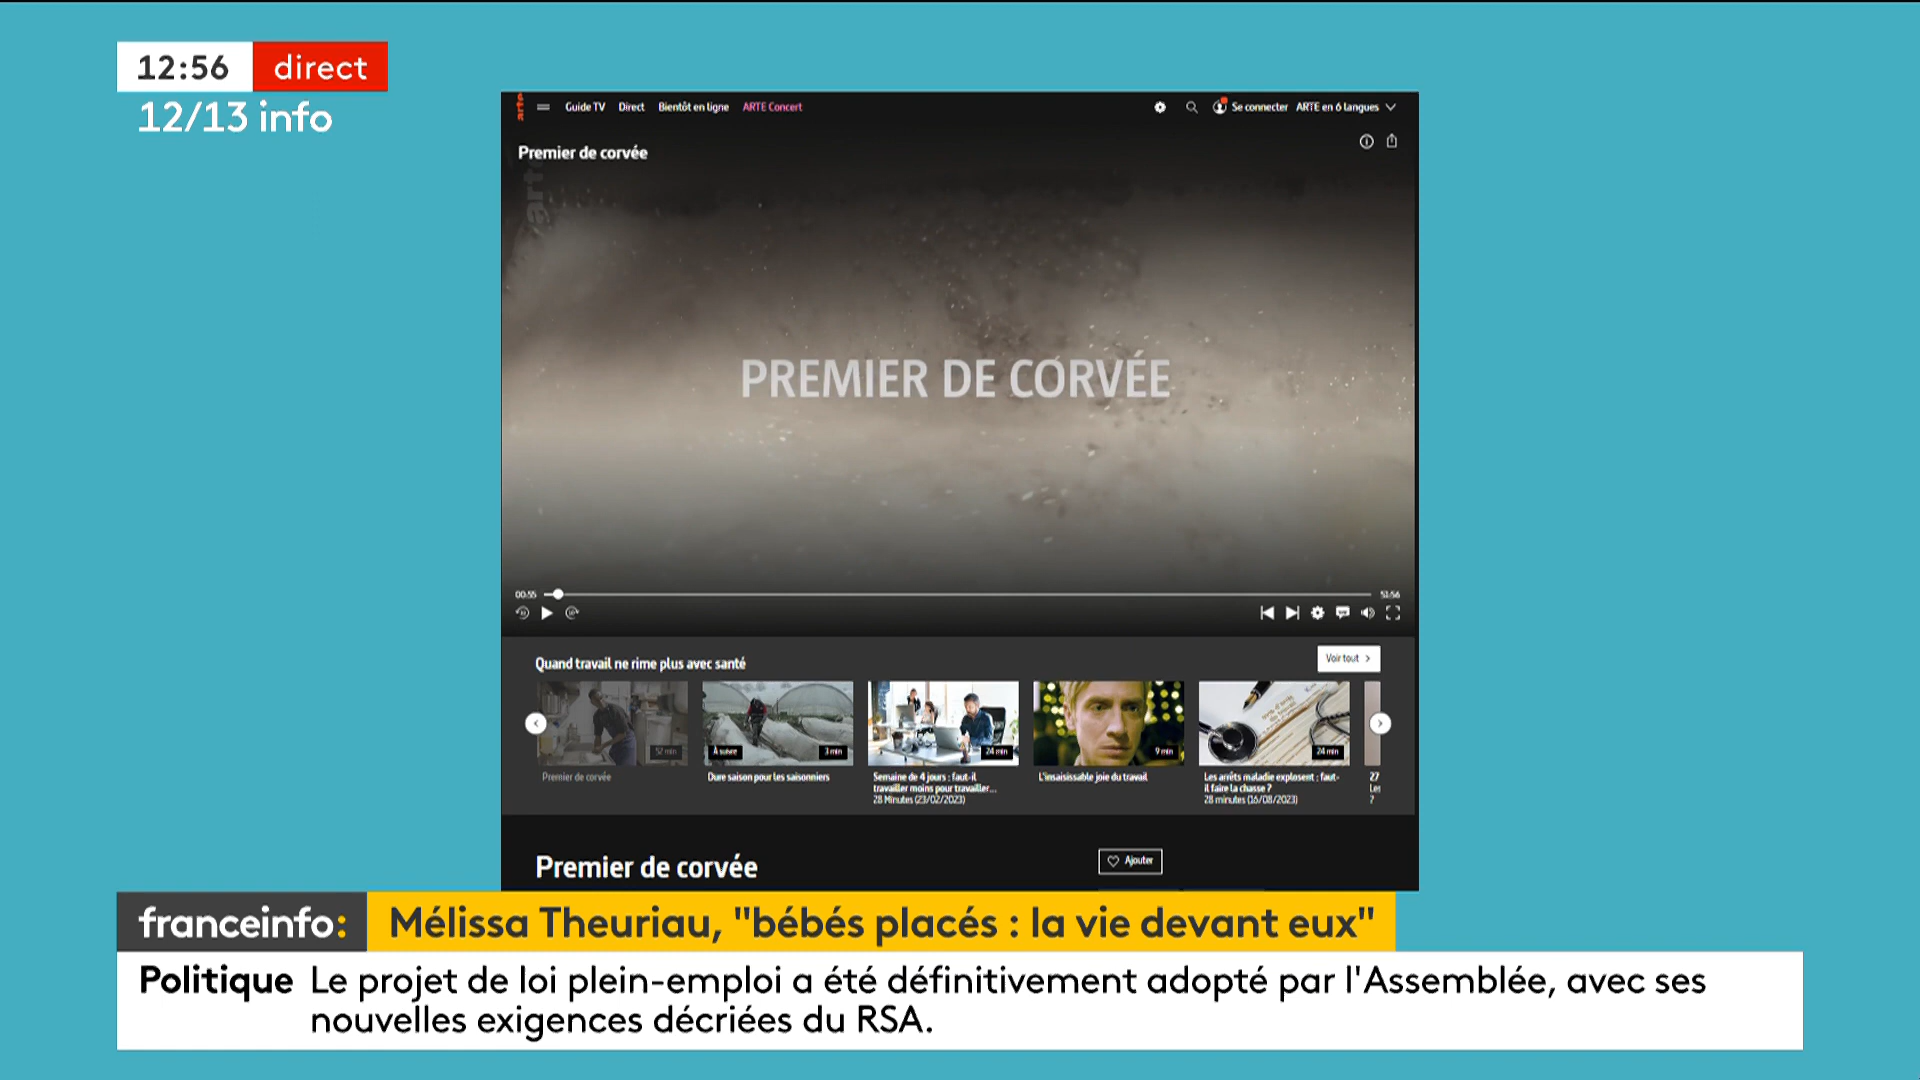 12:56 direct
12/13 info
arte Guide TV Direct Bientôt en ligne ARTE Concert Se connecter ARTE en 6 langues
Premier de corvée
arte
PREMIER DE CORVÉE
00:55
Quand travail ne rime plus avec santé Voir tout
52 min À suivre 3 min 24 min 9 min 24 min
Premier de corvée
Dure saison pour les saisonniers
Semaine de 4 jours : faut-il
travailler moins pour travailler...
28 Minutes (23/02/2023)
L'insaisissable joie du travail
Les arrêts maladie explosent : faut-
il faire la chasse ?
28 minutes (16/08/2023)
27
Les
?
Premier de corvée Ajouter
franceinfo: Mélissa Theuriau, "bébés placés : la vie devant eux"
Politique Le projet de loi plein-emploi a été définitivement adopté par l'Assemblée, avec ses
nouvelles exigences décriées du RSA.